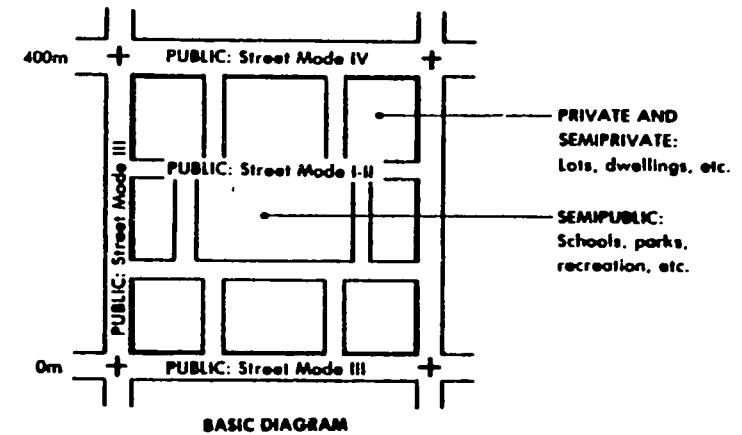 400m
PUBLIC: Street Mode IV
PRIVATE AND
SEMIPRIVATE:
Lots, dwellings, etc.
PUBLIC: Street Mode I-II
PUBLIC: Street Mode III
SEMIPUBLIC:
Schools, parks,
recreation, etc.
0m
PUBLIC: Street Mode III
BASIC DIAGRAM